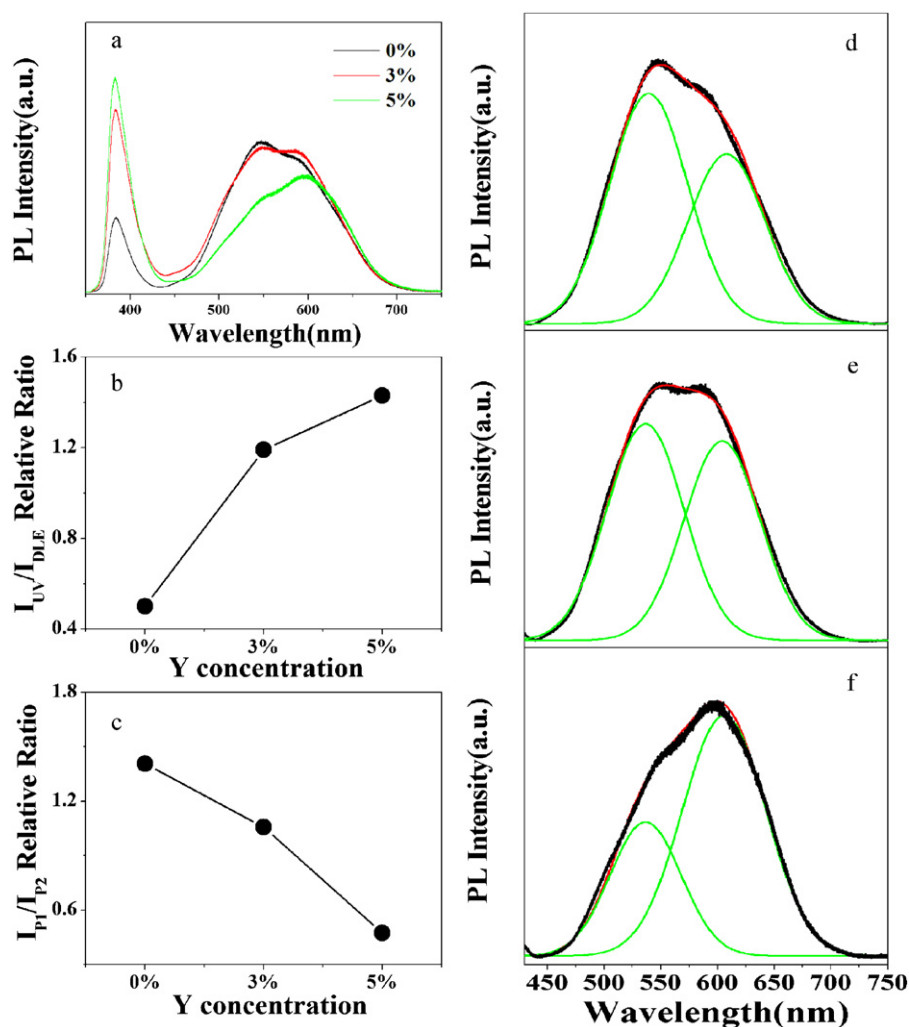 a
0%
3%
5%
PL Intensity(a.u.)
400 500 600 700
Wavelength(nm)
b
1.6
1.2
0.8
0.4
I_UV/I_DLE Relative Ratio
0% 3% 5%
Y concentration
c
1.8
1.2
0.6
I_P1/I_P2 Relative Ratio
0% 3% 5%
Y concentration
d
PL Intensity(a.u.)
e
PL Intensity(a.u.)
f
PL Intensity(a.u.)
450 500 550 600 650 700 750
Wavelength(nm)